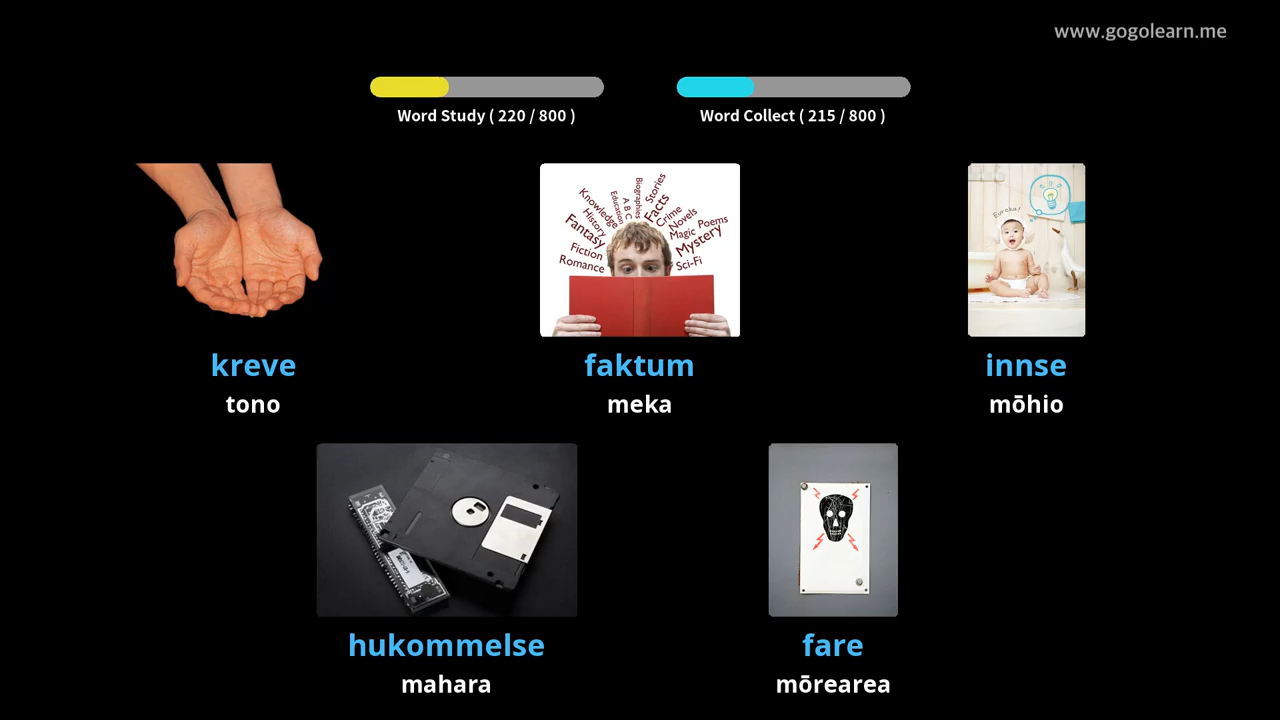 www.gogolearn.me
Word Study ( 220 / 800 )
Word Collect ( 215 / 800 )
Knowledge
History
Fantasy
Fiction
Romance
Education
A B C
Biographies
Stories
Facts
Crime
Novels
Magic Poems
Mystery
Sci-Fi
Eureka!
kreve
tono
faktum
meka
innse
mōhio
hukommelse
mahara
fare
mōrearea